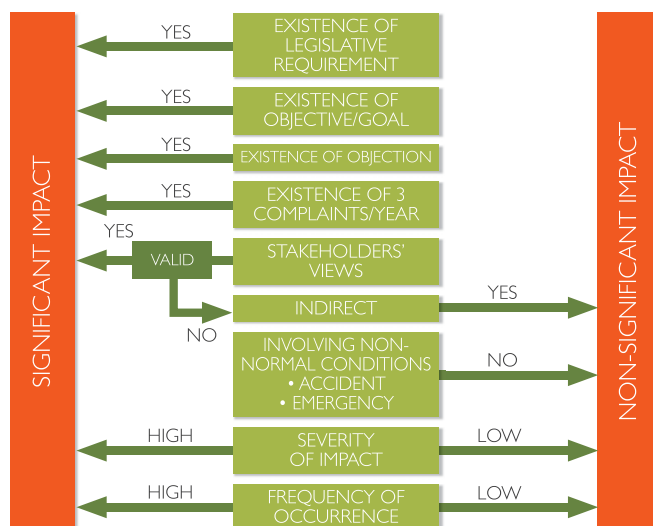 SIGNIFICANT IMPACT
YES
EXISTENCE OF
LEGISLATIVE
REQUIREMENT
YES
EXISTENCE OF
OBJECTIVE/GOAL
YES
EXISTENCE OF OBJECTION
YES
EXISTENCE OF 3
COMPLAINTS/YEAR
YES
VALID
STAKEHOLDERS'
VIEWS
NO
INDIRECT
YES
INVOLVING NON-
NORMAL CONDITIONS
• ACCIDENT
• EMERGENCY
NO
HIGH
SEVERITY
OF IMPACT
LOW
HIGH
FREQUENCY OF
OCCURRENCE
LOW
NON-SIGNIFICANT IMPACT